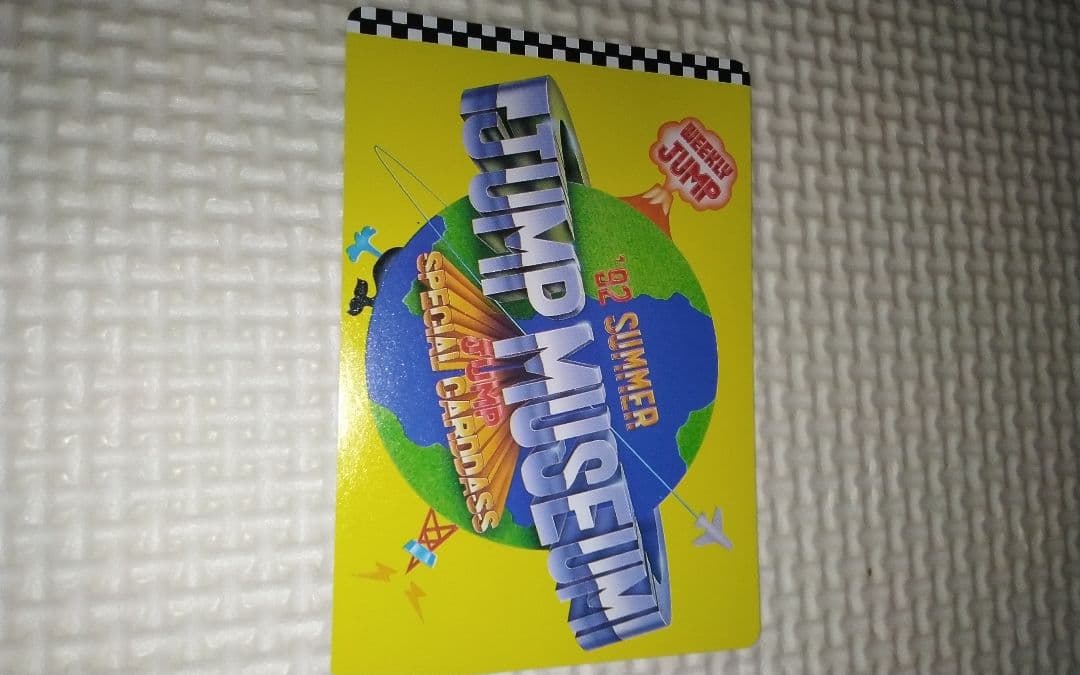 WEEKLY
JUMP
'92 SUMMER
JUMP MUSEUM
JUMP
SPECIAL CARDDASS